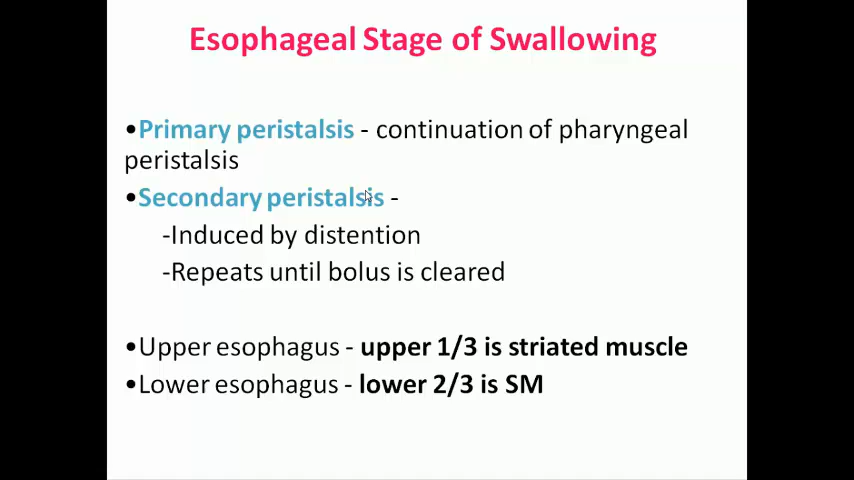 Esophageal Stage of Swallowing
•Primary peristalsis - continuation of pharyngeal
peristalsis
•Secondary peristalsis -
-Induced by distention
-Repeats until bolus is cleared
•Upper esophagus - upper 1/3 is striated muscle
•Lower esophagus - lower 2/3 is SM